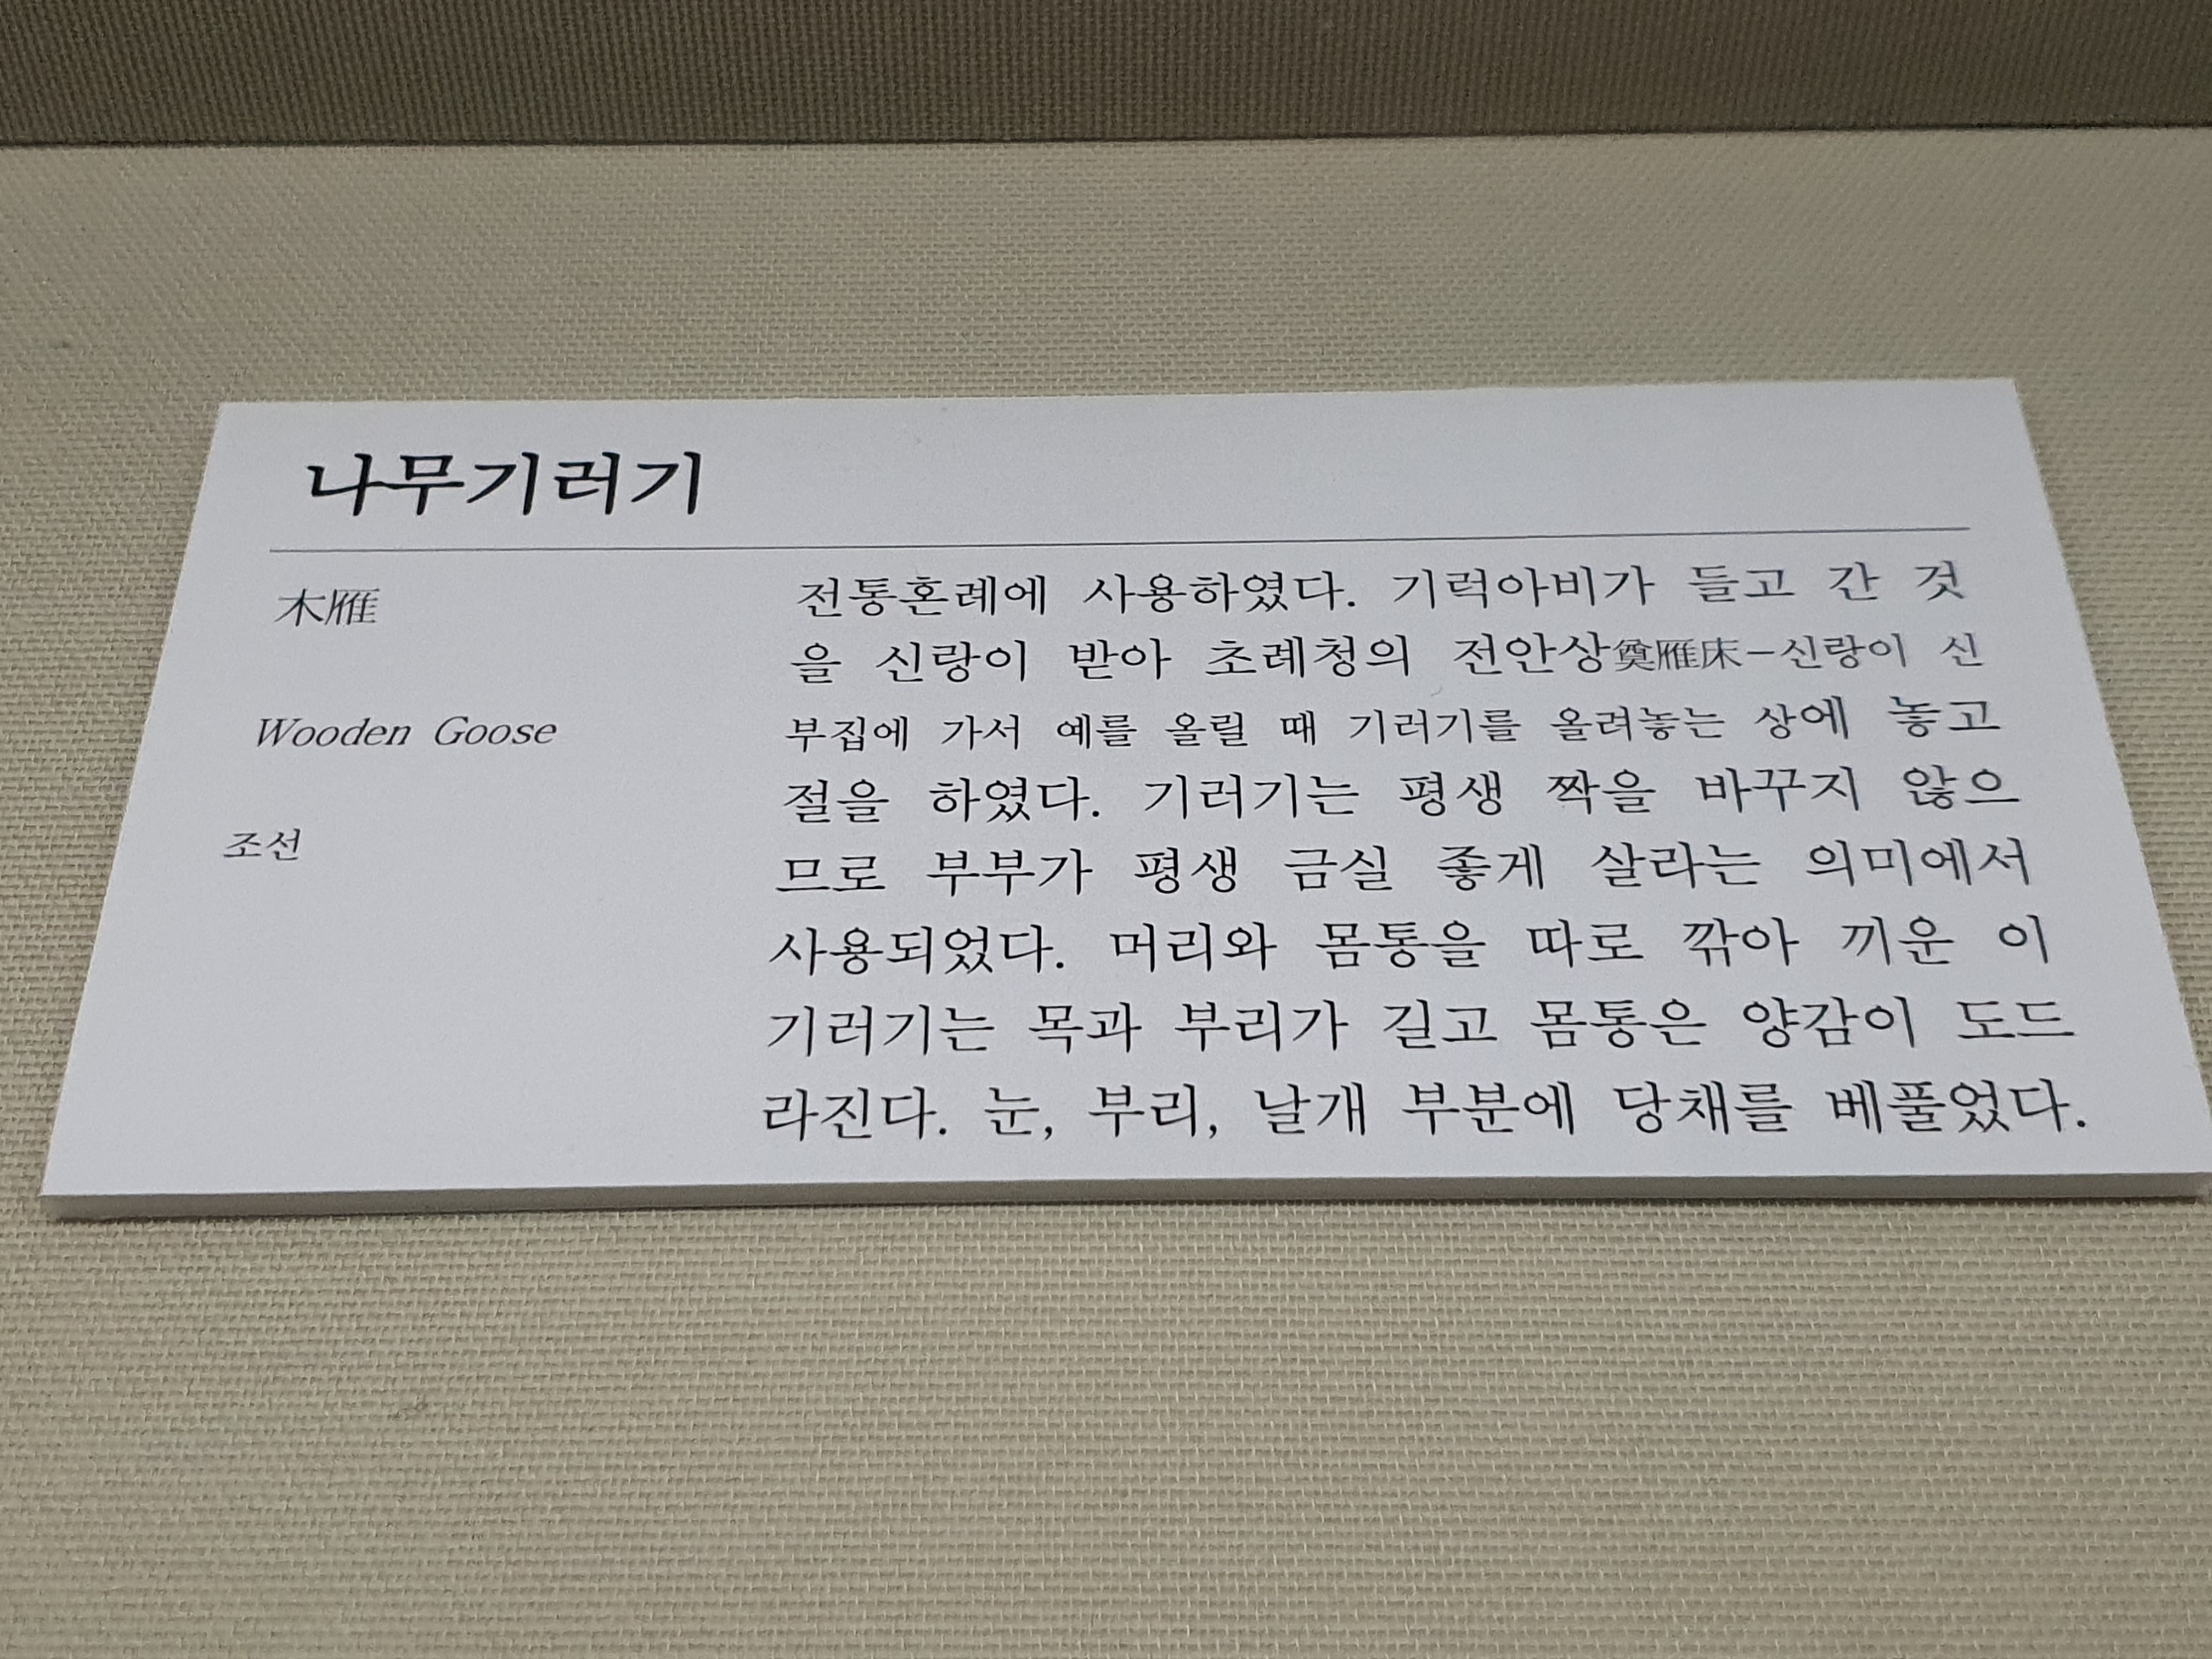 나무기러기
木雁
Wooden Goose
조선
전통혼례에 사용하였다. 기럭아비가 들고 간 것
을 신랑이 받아 초례청의 전안상奠雁床-신랑이 신
부집에 가서 예를 올릴 때 기러기를 올려놓는 상에 놓고
절을 하였다. 기러기는 평생 짝을 바꾸지 않으
므로 부부가 평생 금실 좋게 살라는 의미에서
사용되었다. 머리와 몸통을 따로 깎아 끼운 이
기러기는 목과 부리가 길고 몸통은 양감이 도드
라진다. 눈, 부리, 날개 부분에 당채를 베풀었다.